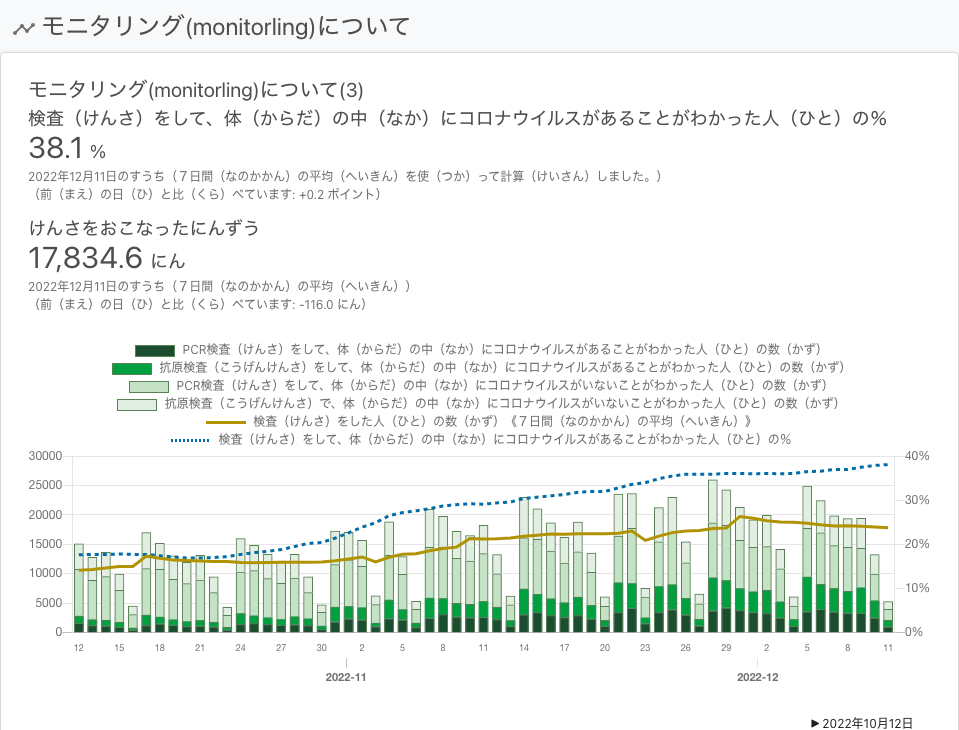 モニタリング(monitorling)について
モニタリング(monitorling)について(3)
検査（けんさ）をして、体（からだ）の中（なか）にコロナウイルスがあることがわかった人（ひと）の%
38.1 %
2022年12月11日のすうち（７日間（なのかかん）の平均（へいきん）を使（つか）って計算（けいさん）しました。）
（前（まえ）の日（ひ）と比（くら）べています: +0.2 ポイント）
けんさをおこなったにんずう
17,834.6 にん
2022年12月11日のすうち（７日間（なのかかん）の平均（へいきん））
（前（まえ）の日（ひ）と比（くら）べています: -116.0 にん）
PCR検査（けんさ）をして、体（からだ）の中（なか）にコロナウイルスがあることがわかった人（ひと）の数（かず）
抗原検査（こうげんけんさ）をして、体（からだ）の中（なか）にコロナウイルスがあることがわかった人（ひと）の数（かず）
PCR検査（けんさ）をして、体（からだ）の中（なか）にコロナウイルスがいないことがわかった人（ひと）の数（かず）
抗原検査（こうげんけんさ）で、体（からだ）の中（なか）にコロナウイルスがいないことがわかった人（ひと）の数（かず）
検査（けんさ）をした人（ひと）の数（かず）《７日間（なのかかん）の平均（へいきん）》
検査（けんさ）をして、体（からだ）の中（なか）にコロナウイルスがあることがわかった人（ひと）の%
30000 40%
25000
20000 30%
15000 20%
10000
5000 10%
0 0%
12 15 18 21 24 27 30 2 5 8 11 14 17 20 23 26 29 2 5 8 11
2022-11 2022-12
▶2022年10月12日